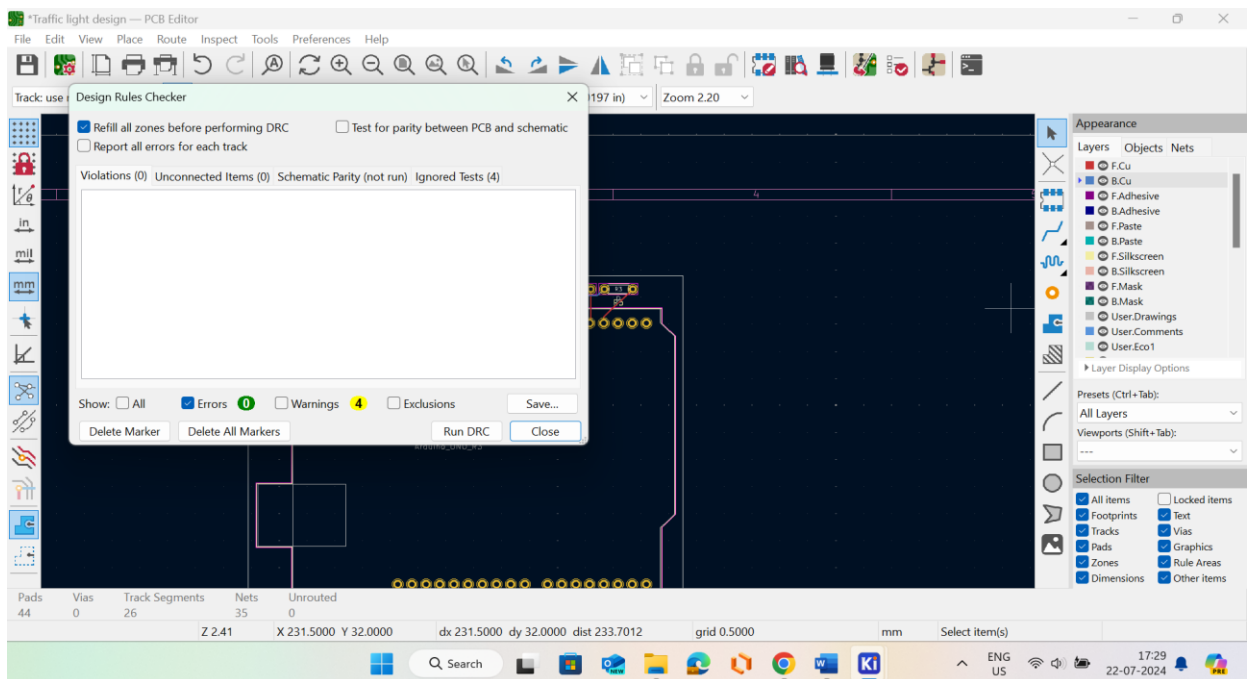 *Traffic light design — PCB Editor
File Edit View Place Route Inspect Tools Preferences Help
Track: use
Design Rules Checker
197 in)
Zoom 2.20
Refill all zones before performing DRC
Test for parity between PCB and schematic
Report all errors for each track
Violations (0) Unconnected Items (0) Schematic Parity (not run) Ignored Tests (4)
Show: All Errors 0 Warnings 4 Exclusions Save...
Delete Marker Delete All Markers Run DRC Close
in
mil
mm
4
Appearance
Layers Objects Nets
F.Cu
B.Cu
F.Adhesive
B.Adhesive
F.Paste
B.Paste
F.Silkscreen
B.Silkscreen
F.Mask
B.Mask
User.Drawings
User.Comments
User.Eco1
Layer Display Options
Presets (Ctrl+Tab):
All Layers
Viewports (Shift+Tab):
---
Selection Filter
All items Locked items
Footprints Text
Tracks Vias
Pads Graphics
Zones Rule Areas
Dimensions Other items
Pads Vias Track Segments Nets Unrouted
44 0 26 35 0
Z 2.41 X 231.5000 Y 32.0000 dx 231.5000 dy 32.0000 dist 233.7012 grid 0.5000 mm Select item(s)
Search
ENG
US
17:29
22-07-2024